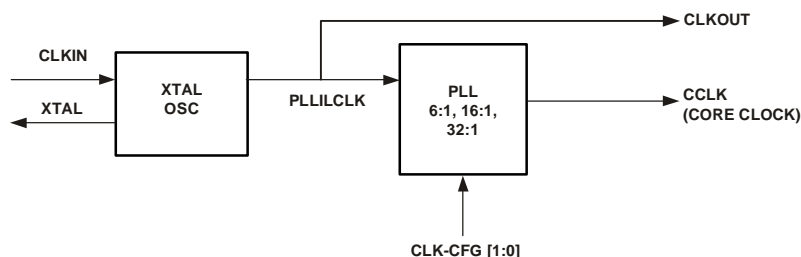 CLKOUT
CLKIN
XTAL
XTAL
OSC
PLLILCLK
PLL
6:1, 16:1,
32:1
CCLK
(CORE CLOCK)
CLK-CFG [1:0]